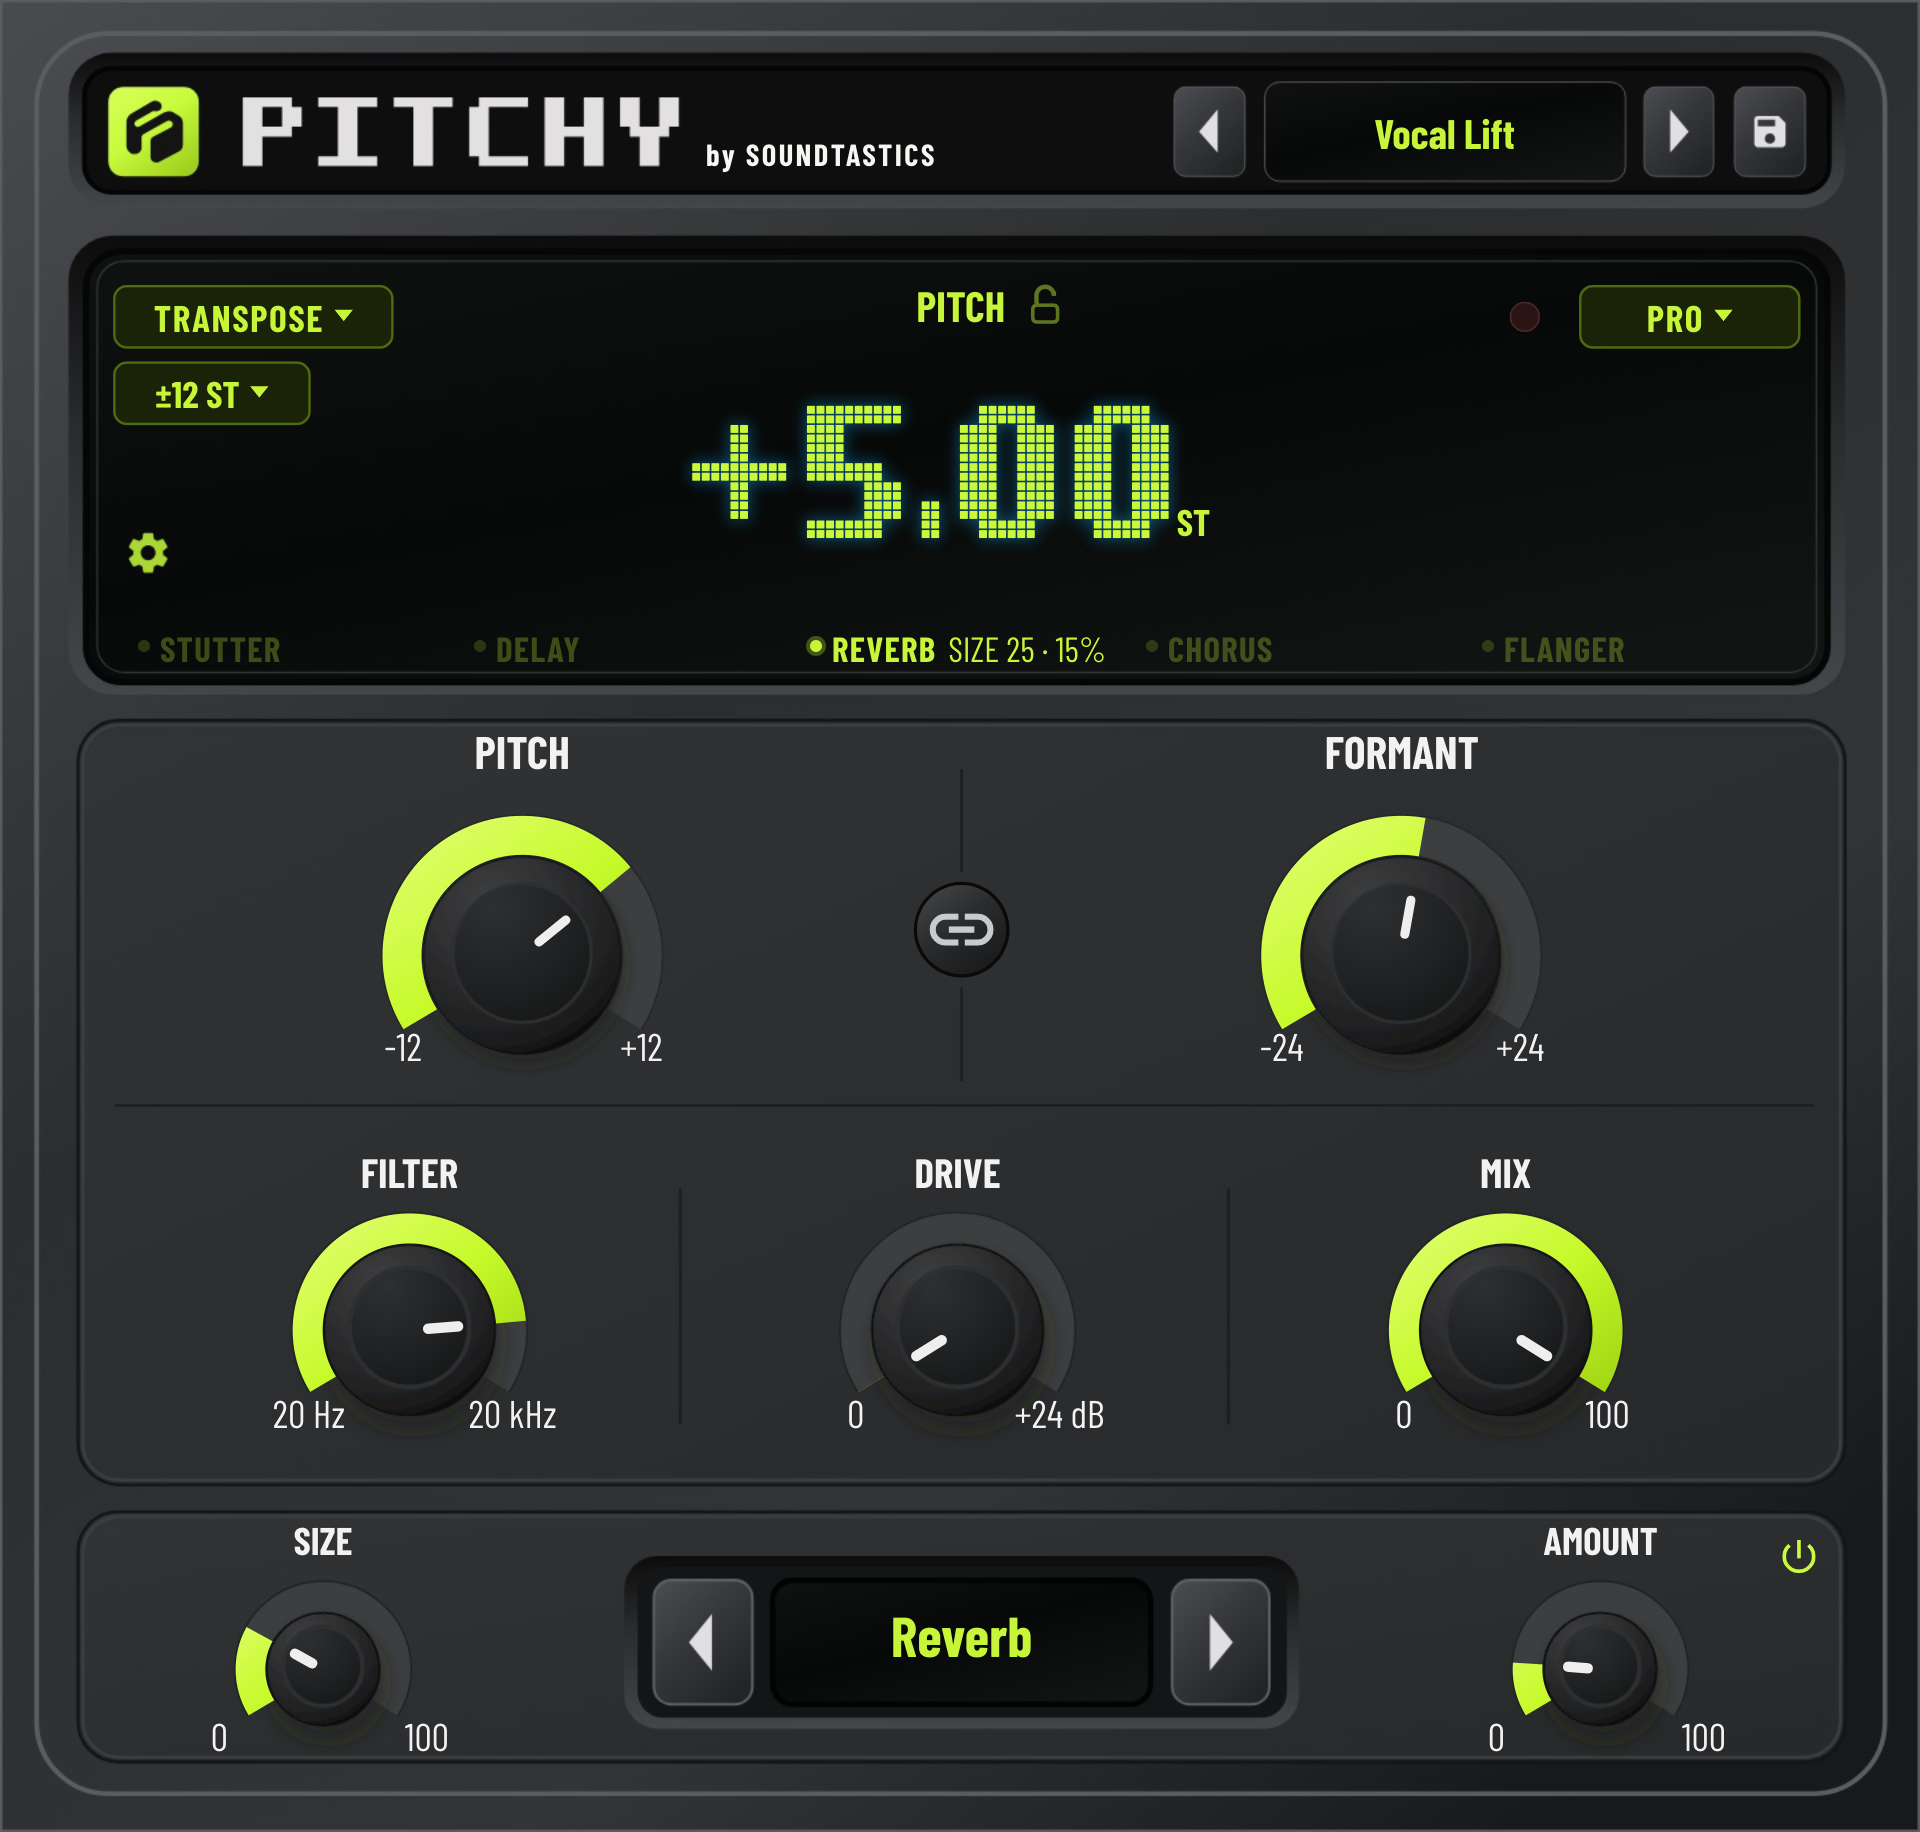 PITCHY by SOUNDTASTICS
Vocal Lift
TRANSPOSE
PITCH
PRO
±12 ST
+5.00 ST
STUTTER
DELAY
REVERB SIZE 25 · 15%
CHORUS
FLANGER
PITCH
FORMANT
-12
+12
-24
+24
FILTER
DRIVE
MIX
20 Hz
20 kHz
0
+24 dB
0
100
SIZE
AMOUNT
Reverb
0
100
0
100